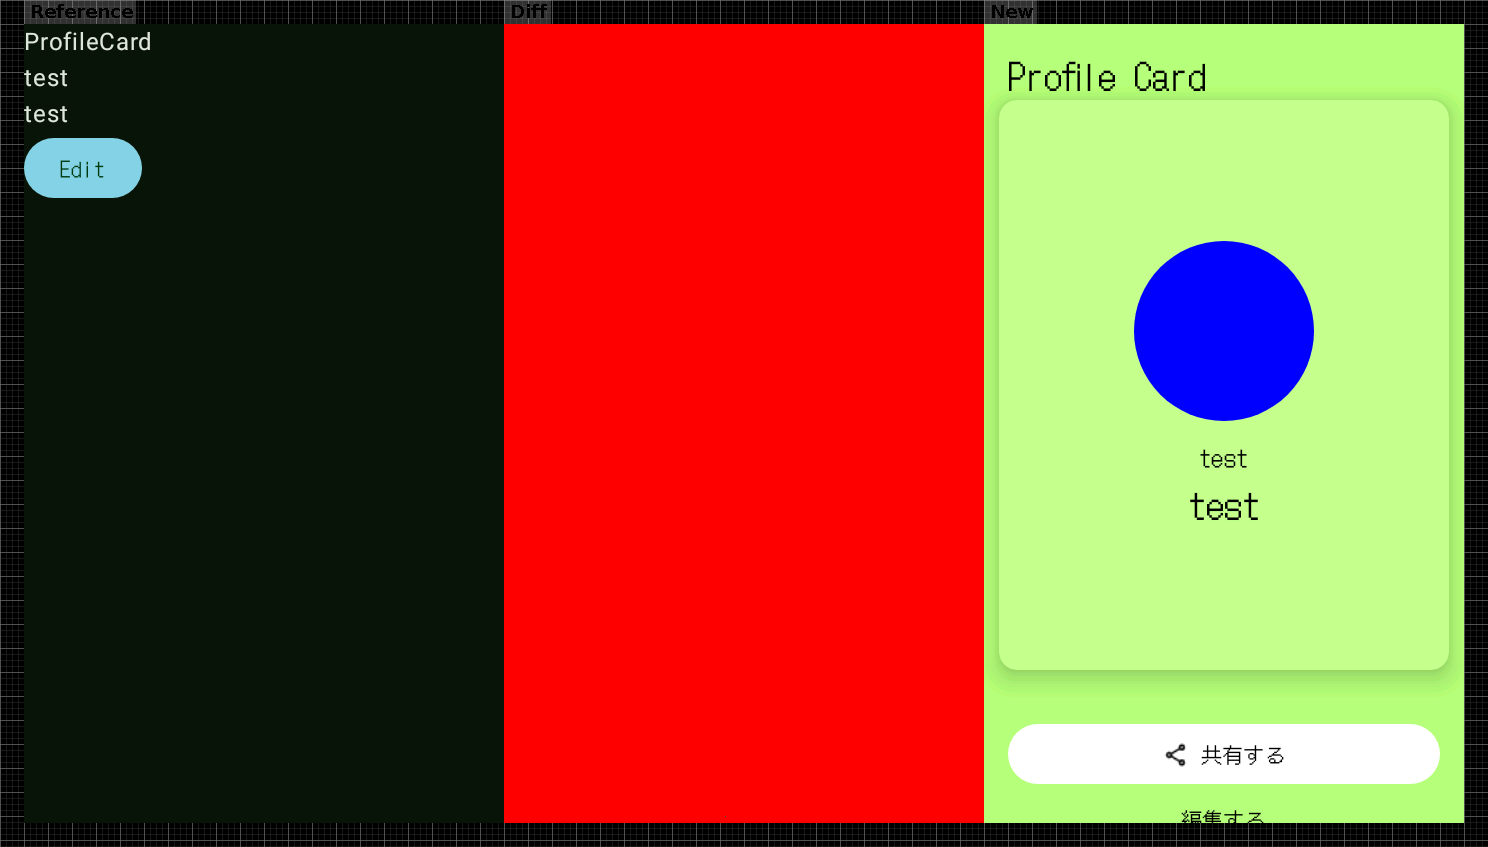 Reference
Diff
New
ProfileCard
test
test
Edit
Profile Card
test
test
共有する
編集する